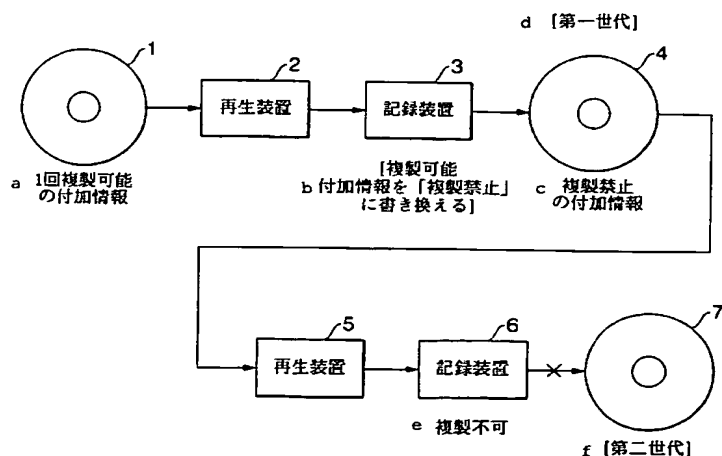 d [第一世代]
1
2
3
4
再生装置
記録装置
a 1回複製可能
の付加情報
[複製可能
b 付加情報を「複製禁止」
に書き換える]
c 複製禁止
の付加情報
5
6
7
再生装置
記録装置
e 複製不可
f [第二世代]